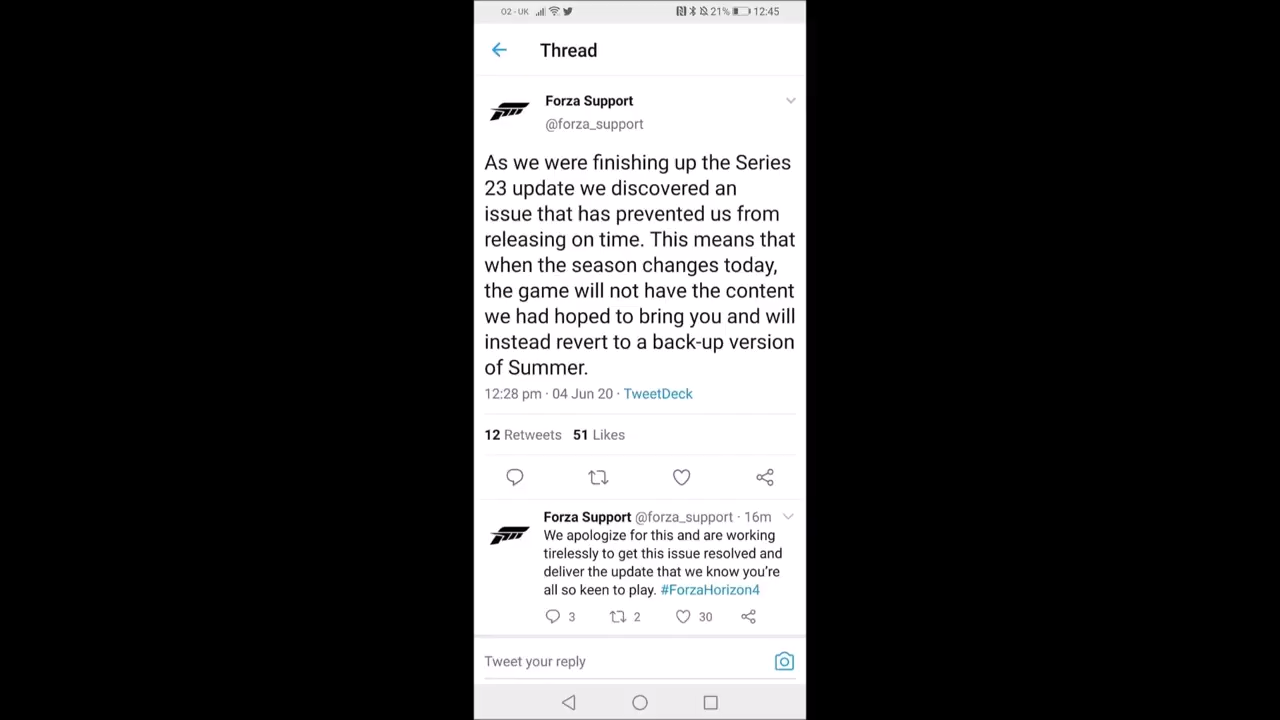 O2 - UK 21% 12:45
Thread
Forza Support
@forza_support
As we were finishing up the Series
23 update we discovered an
issue that has prevented us from
releasing on time. This means that
when the season changes today,
the game will not have the content
we had hoped to bring you and will
instead revert to a back-up version
of Summer.
12:28 pm · 04 Jun 20 · TweetDeck
12 Retweets 51 Likes
Forza Support @forza_support · 16m
We apologize for this and are working
tirelessly to get this issue resolved and
deliver the update that we know you're
all so keen to play. #ForzaHorizon4
3 2 30
Tweet your reply